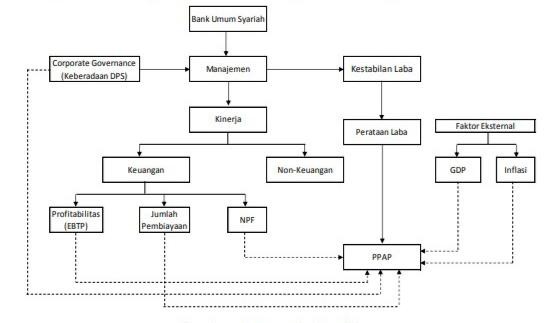 Bank Umum Syariah
Corporate Governance
(Keberadaan DPS)
Manajemen
Kestabilan Laba
Kinerja
Perataan Laba
Faktor Eksternal
Keuangan
Non-Keuangan
GDP
Inflasi
Profitabilitas
(EBTP)
Jumlah
Pembiayaan
NPF
PPAP